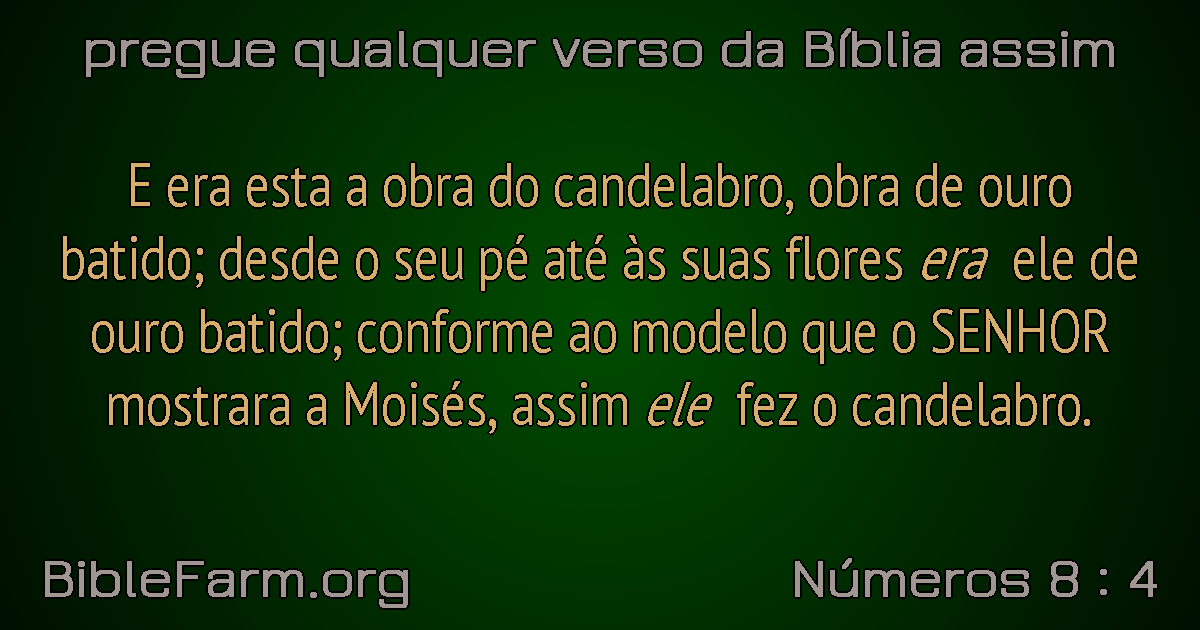 pregue qualquer verso da Bíblia assim
E era esta a obra do candelabro, obra de ouro
batido; desde o seu pé até às suas flores era ele de
ouro batido; conforme ao modelo que o SENHOR
mostrara a Moisés, assim ele fez o candelabro.
BibleFarm.org
Números 8 : 4